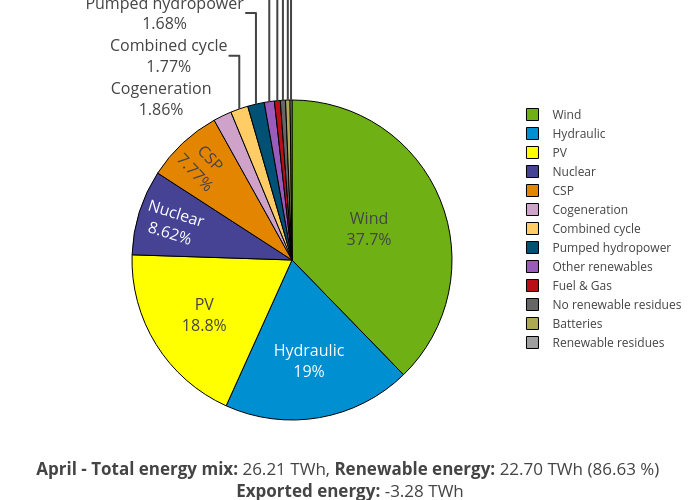 Pumped hydropower
1.68%
Combined cycle
1.77%
Cogeneration
1.86%
CSP
7.77%
Nuclear
8.62%
Wind
37.7%
PV
18.8%
Hydraulic
19%
Wind
Hydraulic
PV
Nuclear
CSP
Cogeneration
Combined cycle
Pumped hydropower
Other renewables
Fuel & Gas
No renewable residues
Batteries
Renewable residues
April - Total energy mix: 26.21 TWh, Renewable energy: 22.70 TWh (86.63 %)
Exported energy: -3.28 TWh